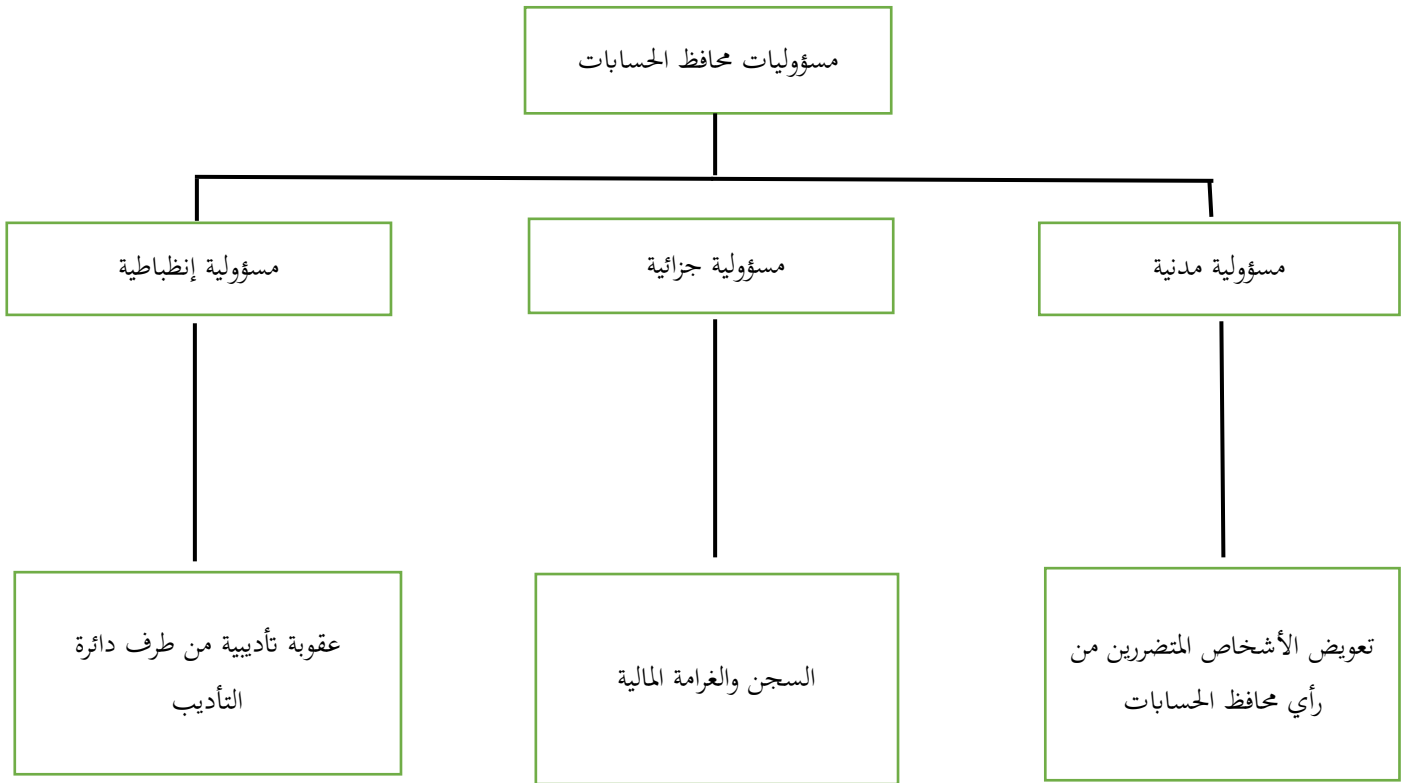 مسؤوليات محافظ الحسابات
مسؤولية مدنية
مسؤولية جزائية
مسؤولية إنظباطية
تعويض الأشخاص المتضررين من
رأي محافظ الحسابات
السجن والغرامة المالية
عقوبة تأديبية من طرف دائرة
التأديب